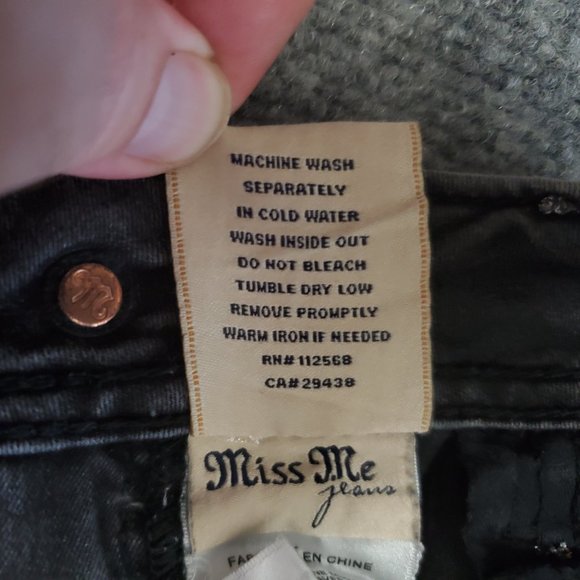 MACHINE WASH
SEPARATELY
IN COLD WATER
WASH INSIDE OUT
DO NOT BLEACH
TUMBLE DRY LOW
REMOVE PROMPTLY
WARM IRON IF NEEDED
RN# 112568
CA# 29438
Miss Me
jeans
EN CHINE